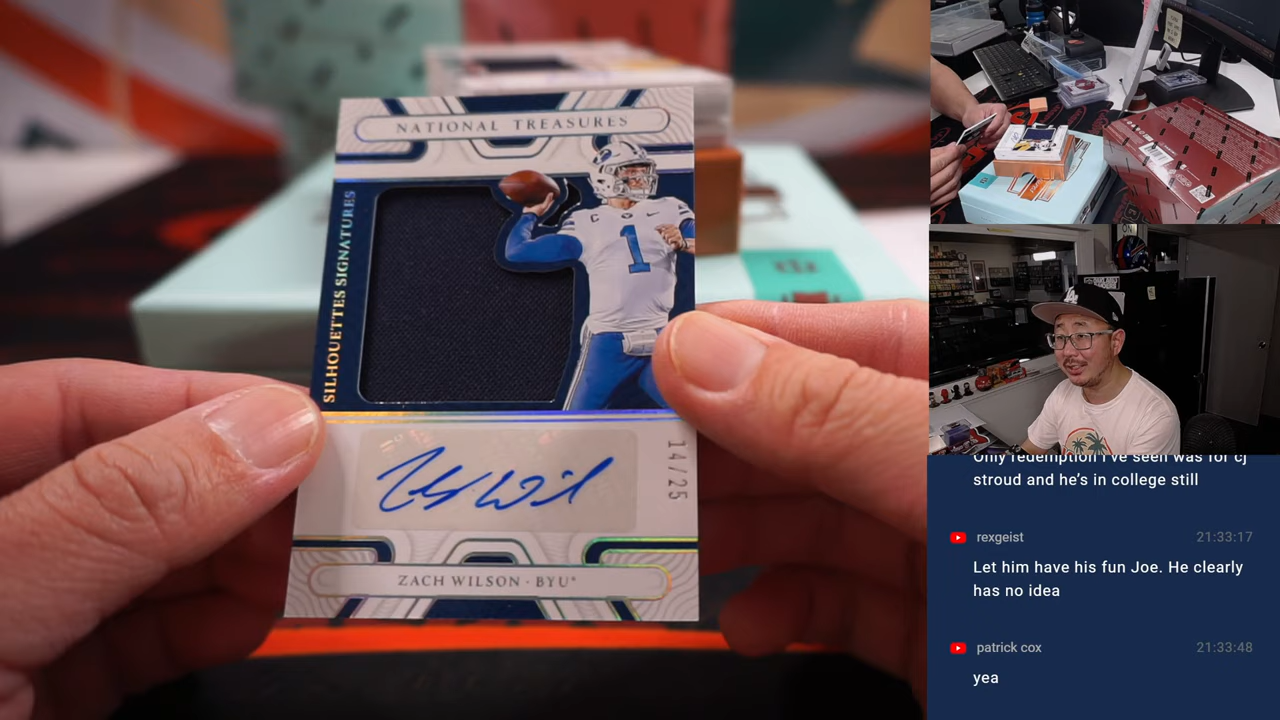 NATIONAL TREASURES
SILHOUETTES SIGNATURES
C
1
14/25
Zach Wilson
ZACH WILSON · BYU
Only redemption I've seen was for cj
stroud and he's in college still
rexgeist
21:33:17
Let him have his fun Joe. He clearly
has no idea
patrick cox
21:33:48
yea